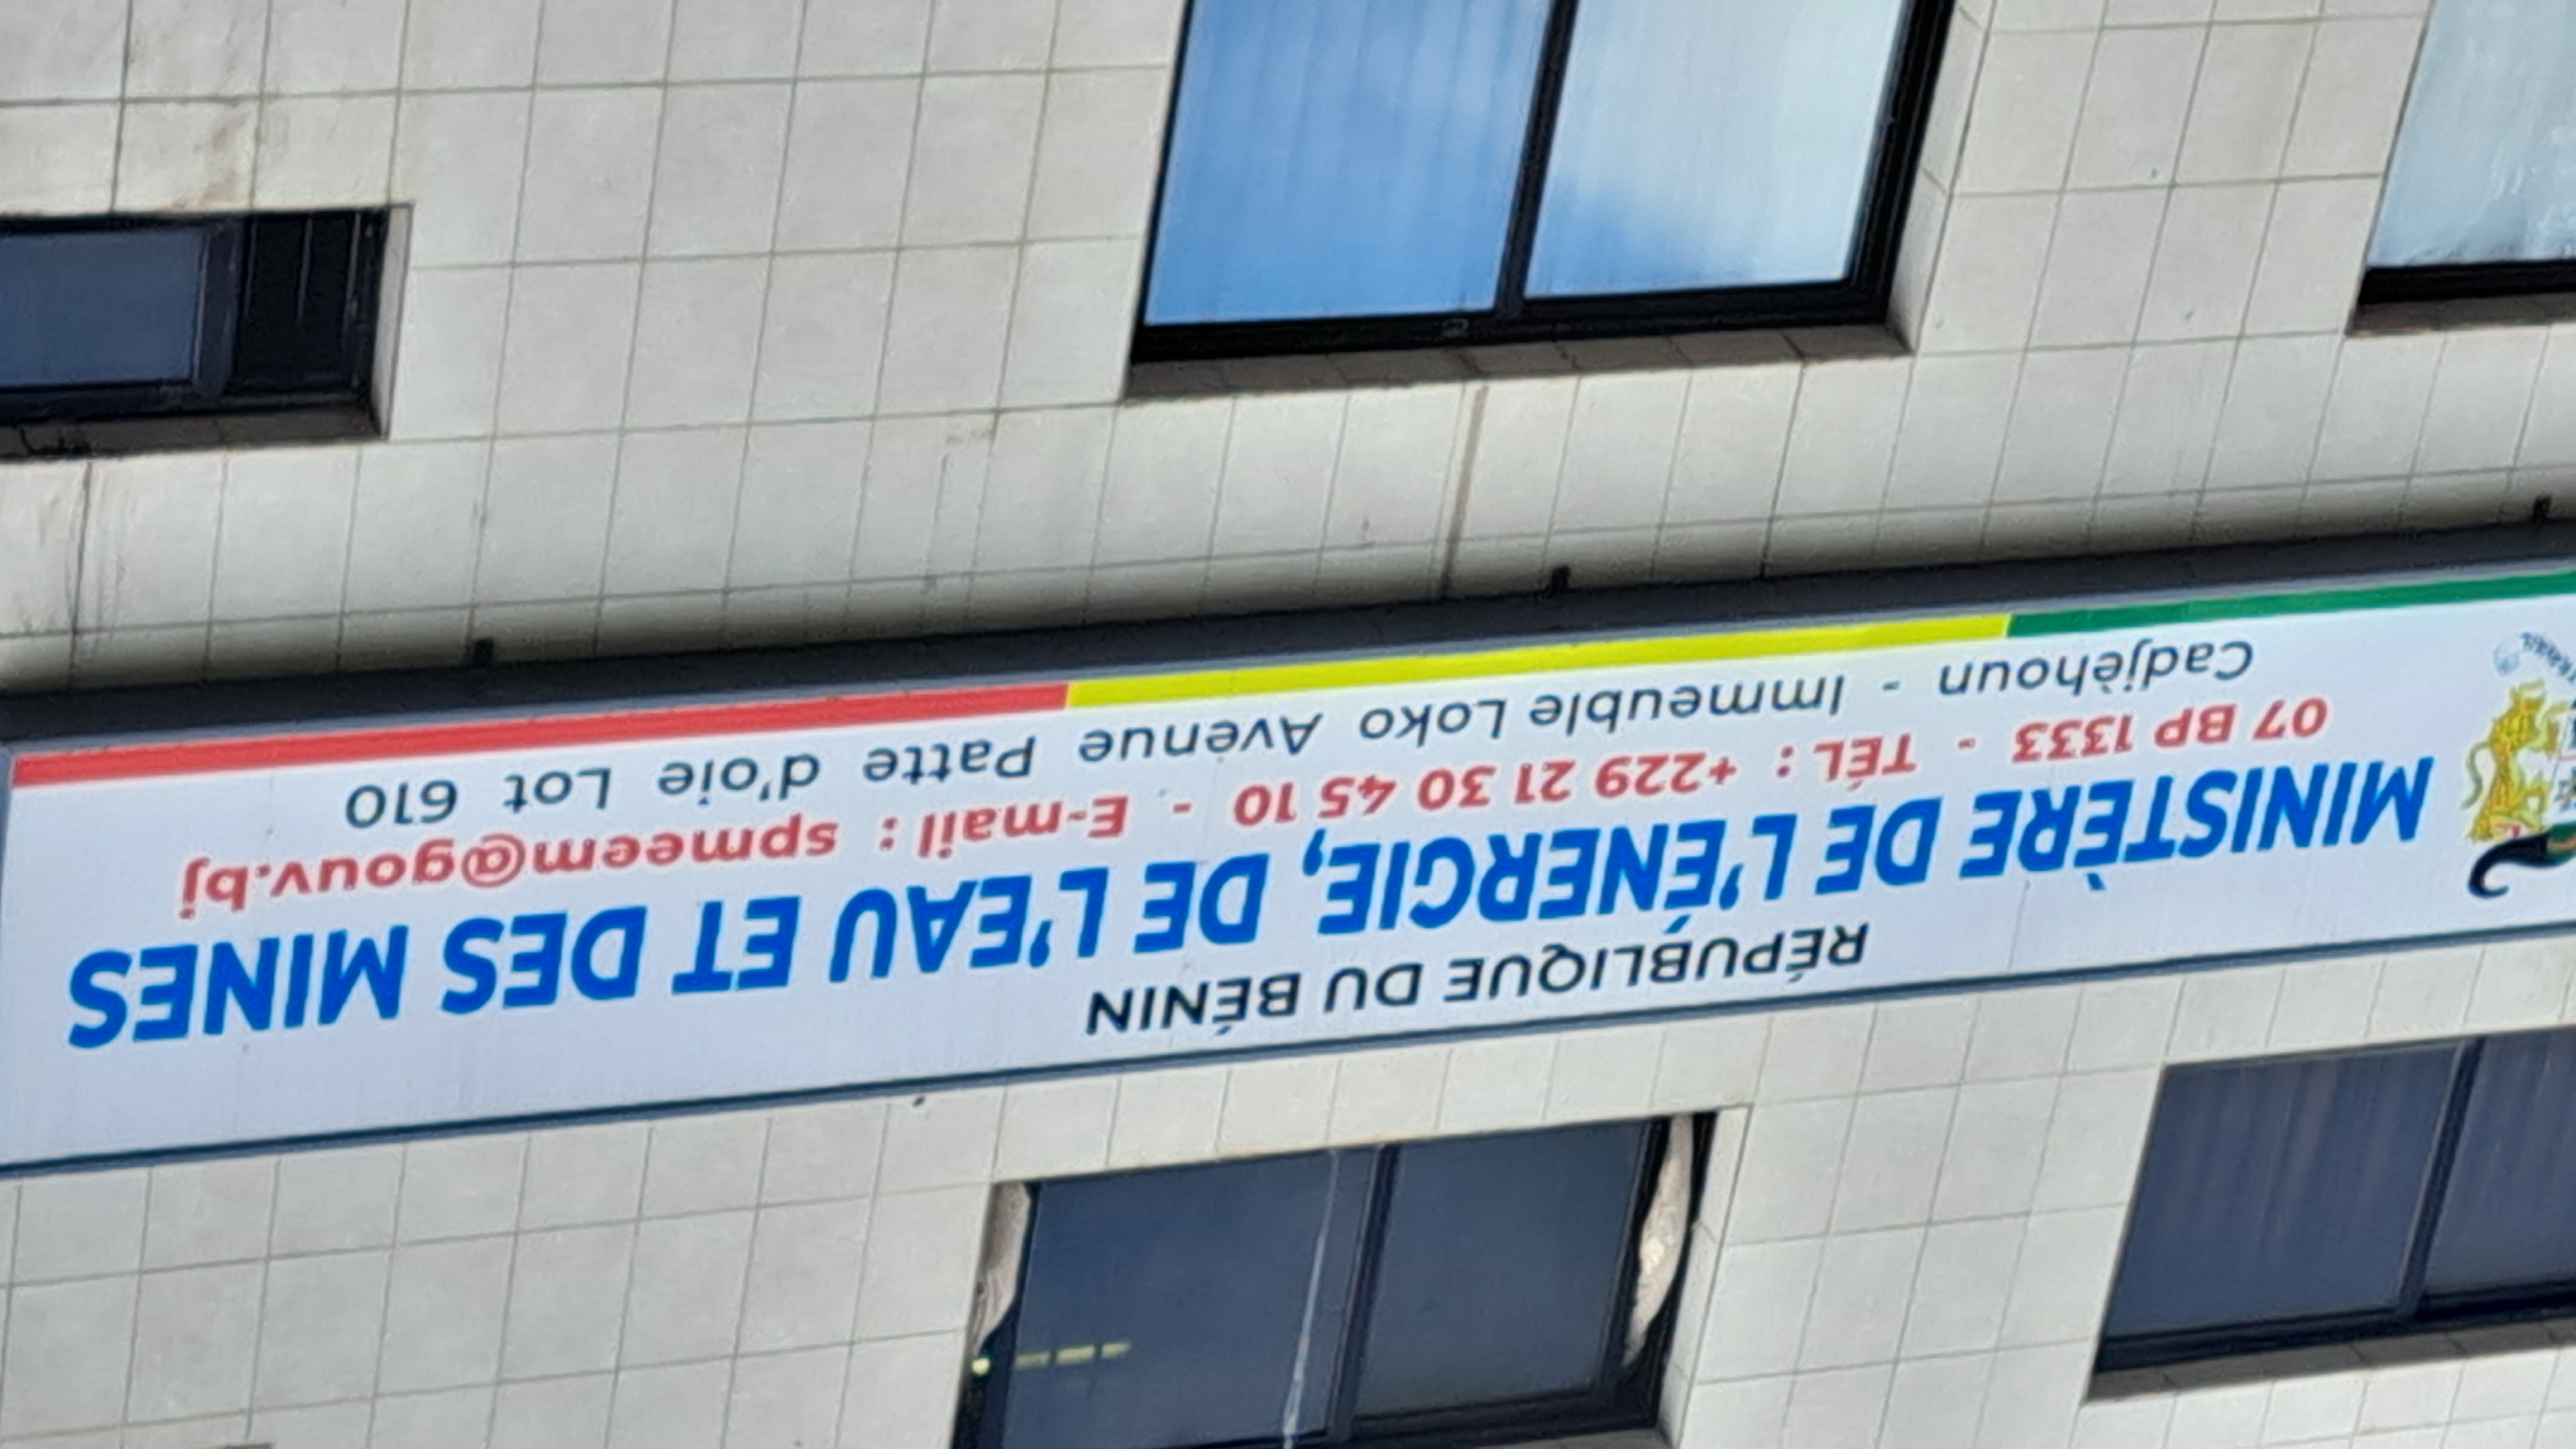 RÉPUBLIQUE DU BÉNIN
MINISTÈRE DE L'ÉNERGIE, DE L'EAU ET DES MINES
07 BP 1333 - TÉL : +229 21 30 45 10 - E-mail : spmeem@gouv.bj
Cadjèhoun - Immeuble Loko Avenue Patte d'oie Lot 610